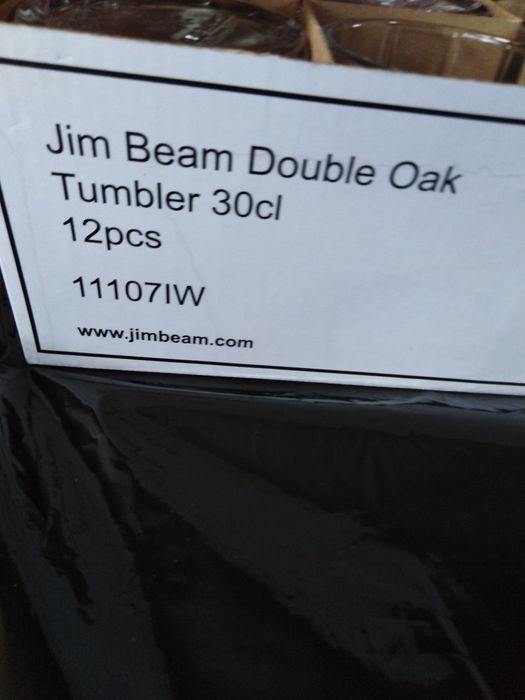 Jim Beam Double Oak
Tumbler 30cl
12pcs
11107IW
www.jimbeam.com